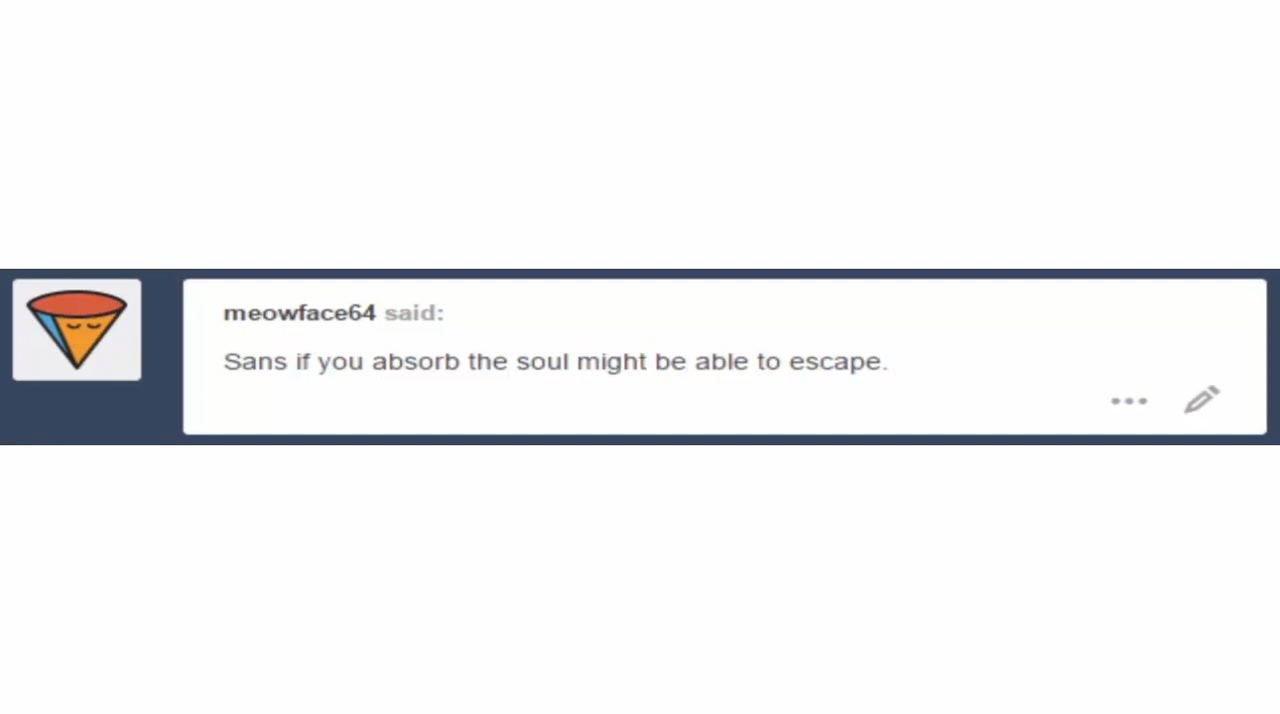 meowface64 said:
Sans if you absorb the soul might be able to escape.